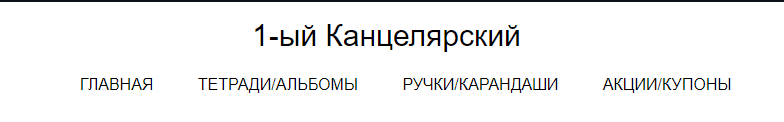 1-ый Канцелярский
ГЛАВНАЯ ТЕТРАДИ/АЛЬБОМЫ РУЧКИ/КАРАНДАШИ АКЦИИ/КУПОНЫ